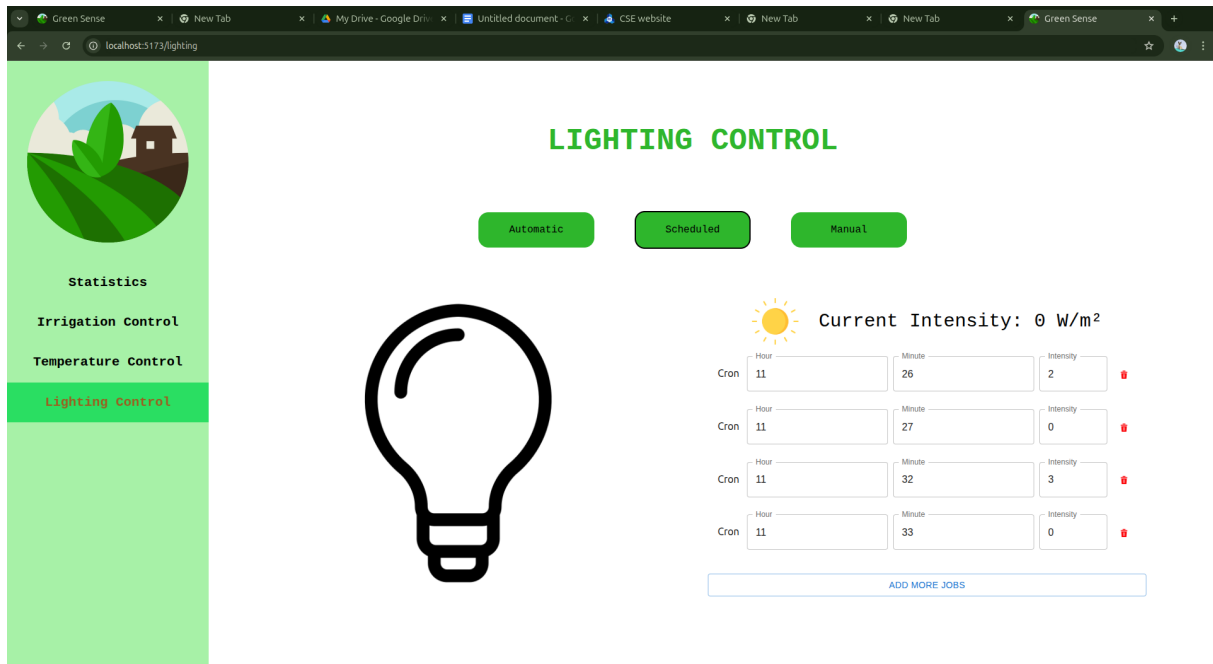 Green Sense
New Tab
My Drive - Google Driv
Untitled document - G
CSE website
New Tab
New Tab
Green Sense
localhost:5173/lighting
LIGHTING CONTROL
Automatic
Scheduled
Manual
Statistics
Irrigation Control
Temperature Control
Lighting Control
Current Intensity: 0 W/m²
Hour Minute Intensity
Cron 11 26 2
Hour Minute Intensity
Cron 11 27 0
Hour Minute Intensity
Cron 11 32 3
Hour Minute Intensity
Cron 11 33 0
ADD MORE JOBS